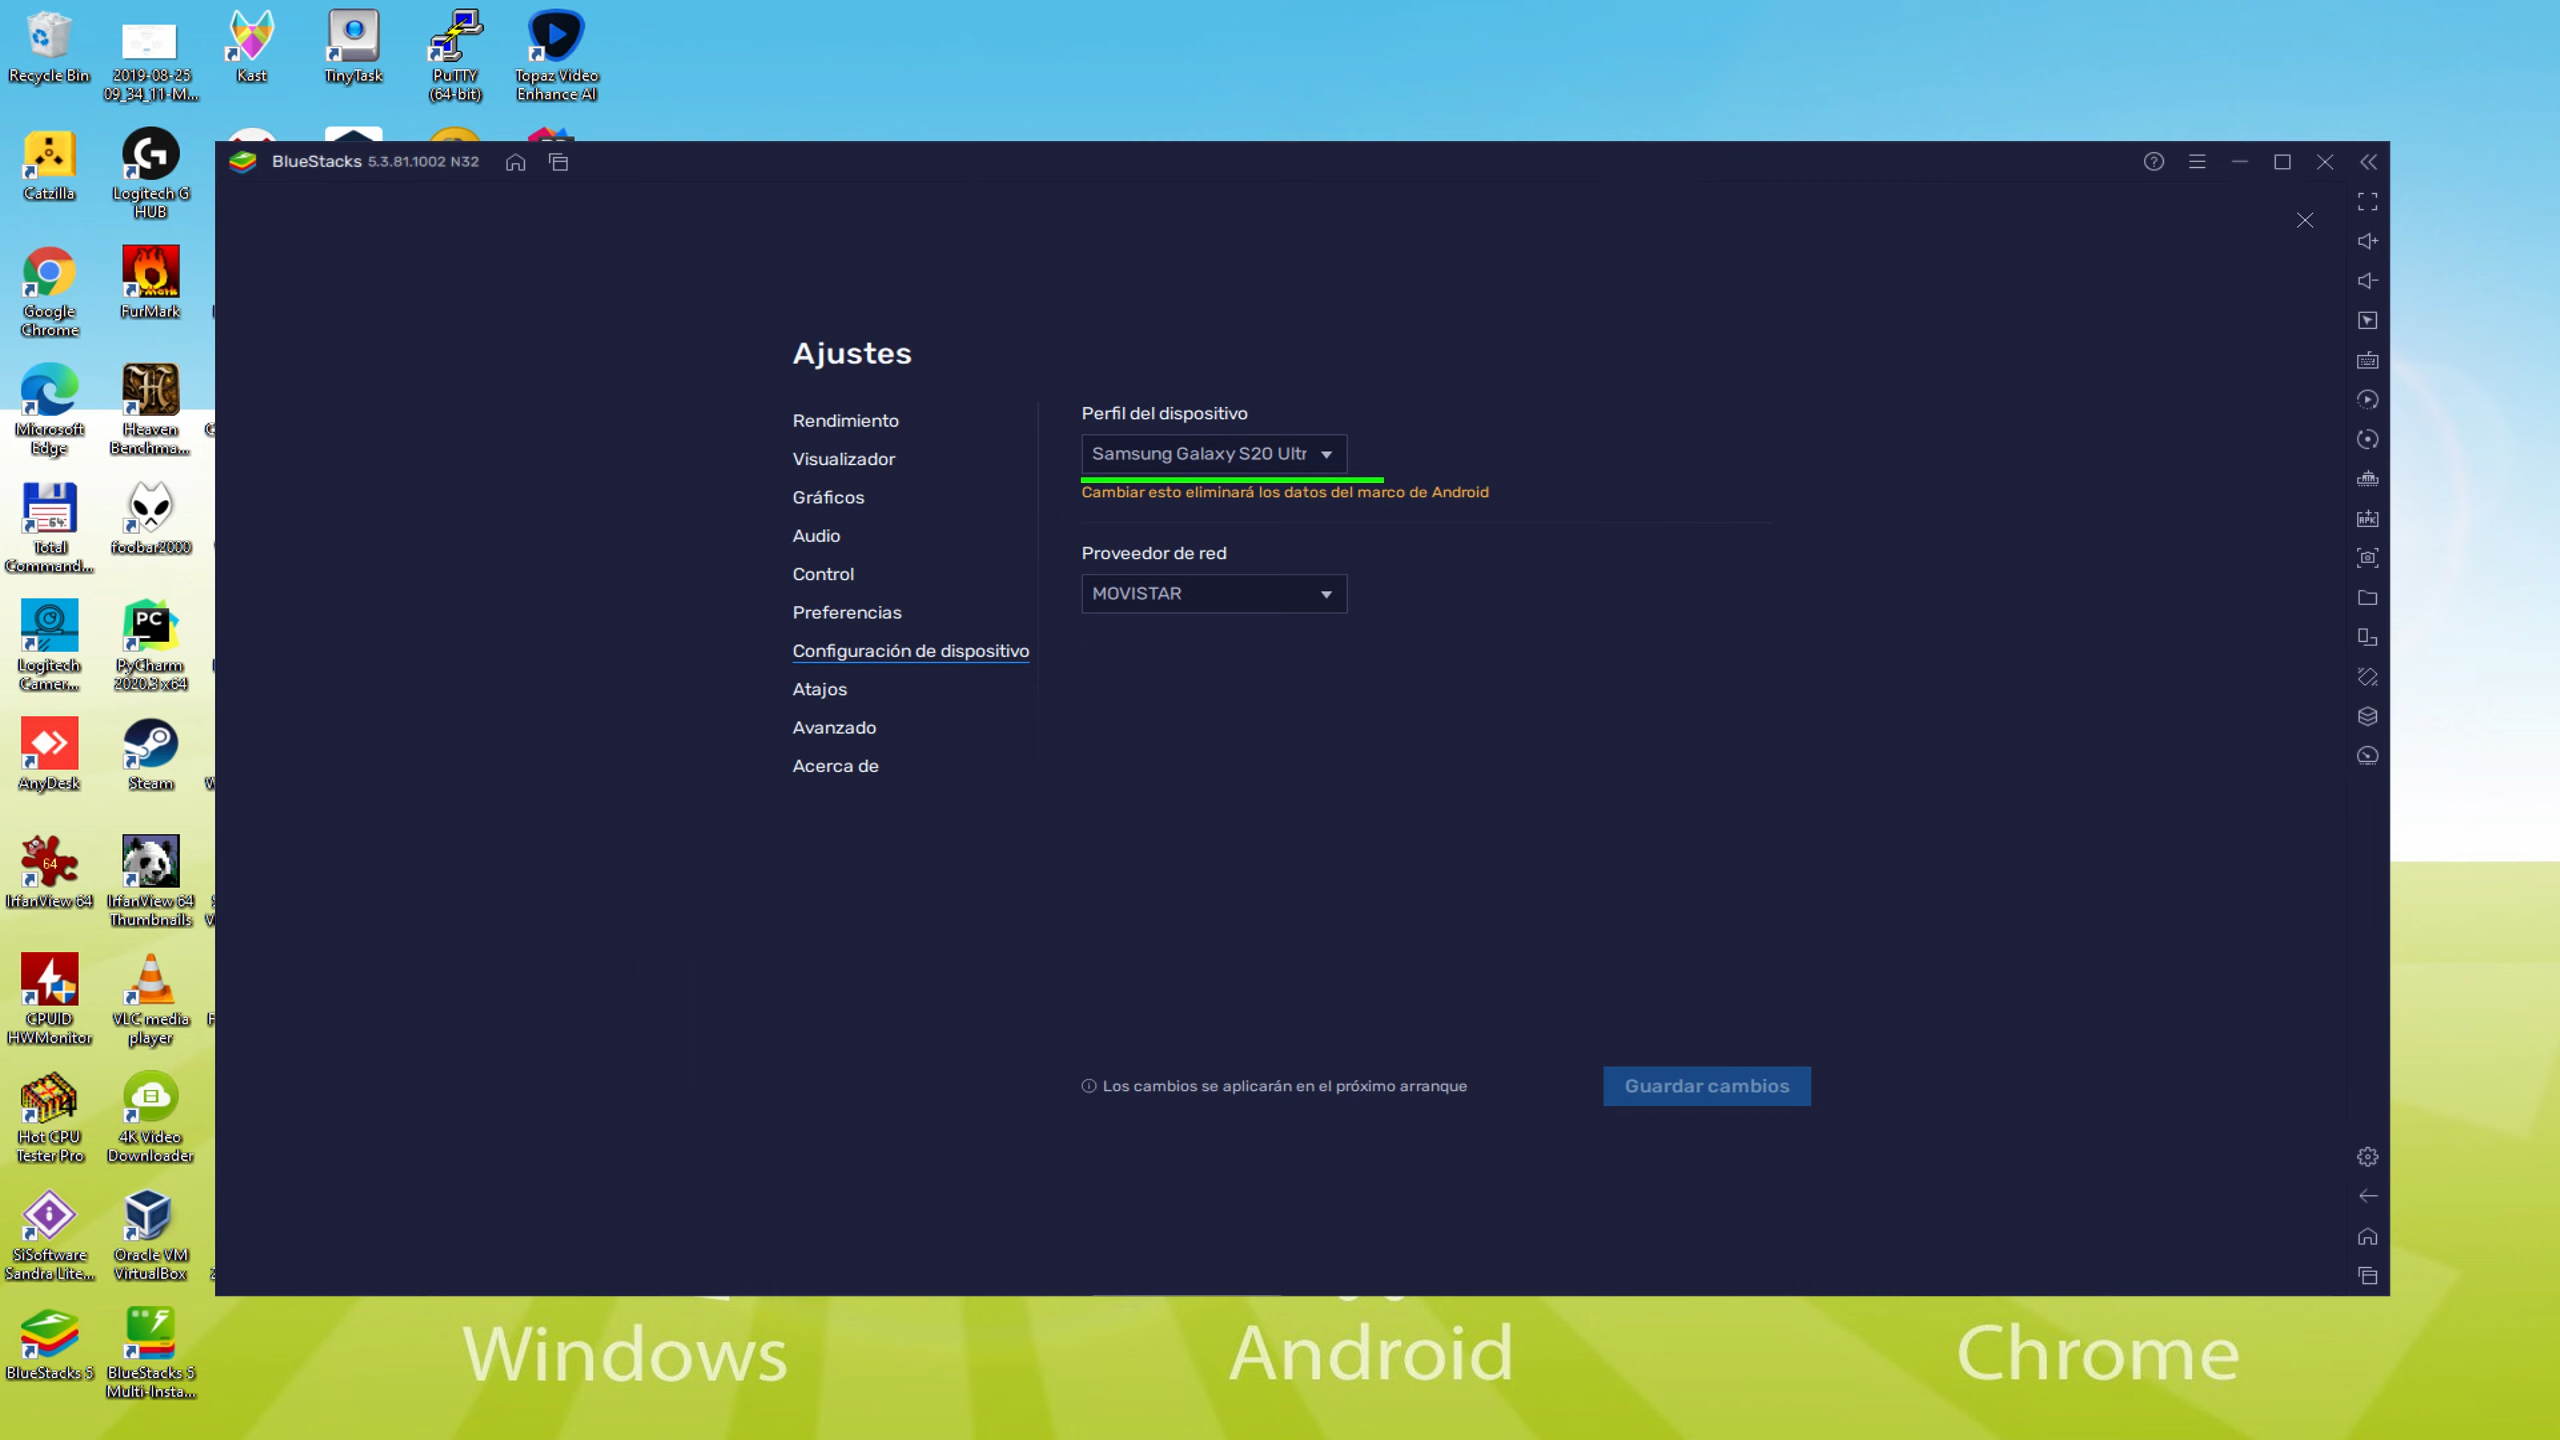 Recycle Bin
2019-08-25
09_34_11-M...
Kast
TinyTask
PuTTY
(64-bit)
Topaz Video
Enhance AI
Catzilla
Logitech G
HUB
Google
Chrome
FurMark
Microsoft
Edge
Heaven
Benchma...
Total
Command...
foobar2000
Logitech
Camer...
PyCharm
2020.3 x64
AnyDesk
Steam
IrfanView 64
IrfanView 64
Thumbnails
CPUID
HWMonitor
VLC media
player
Hot CPU
Tester Pro
4K Video
Downloader
SiSoftware
Sandra Lite...
Oracle VM
VirtualBox
BlueStacks 5
BlueStacks 5
Multi-Insta...
BlueStacks 5.3.81.1002 N32
Ajustes
Rendimiento
Visualizador
Gráficos
Audio
Control
Preferencias
Configuración de dispositivo
Atajos
Avanzado
Acerca de
Perfil del dispositivo
Samsung Galaxy S20 Ultr
Cambiar esto eliminará los datos del marco de Android
Proveedor de red
MOVISTAR
Los cambios se aplicarán en el próximo arranque
Guardar cambios
Windows
Android
Chrome